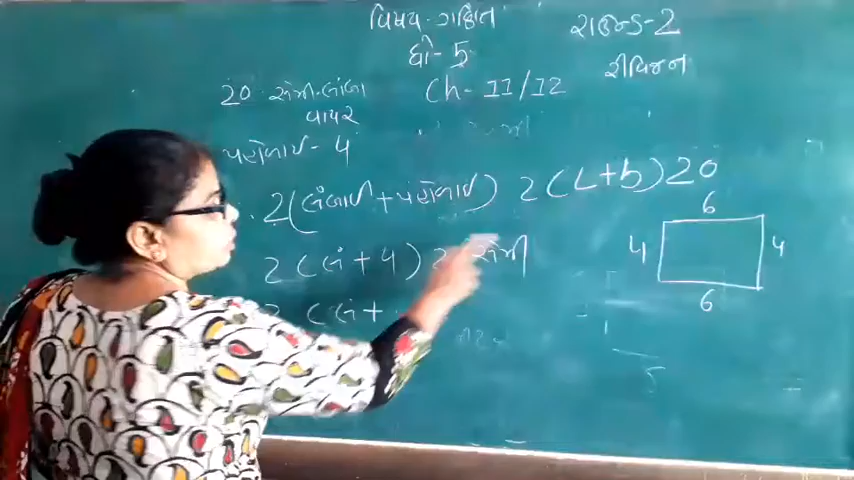 વિષય - ગણિત
રાઉન્ડ-2
ધો - 5
રીવિજન
20 સેમી. લાંબા
વાયર
Ch - 11/12
પહોળાઈ - 4
2(લંબાઈ+પહોળાઈ) 2(L+b)=20
2(લં+4) 2
સેમી
2(લં+
6
4
4
6